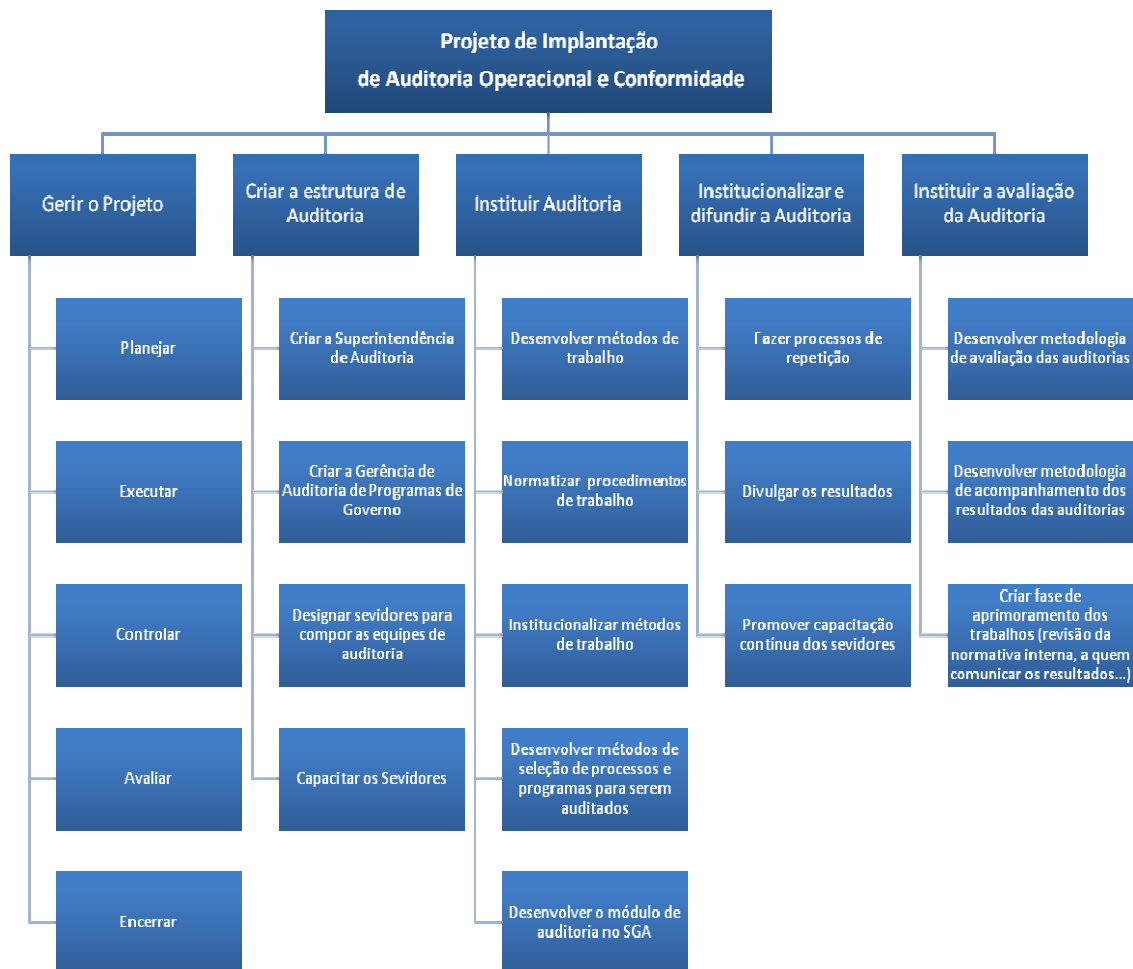 Projeto de Implantação
de Auditoria Operacional e Conformidade
Gerir o Projeto
Planejar
Executar
Controlar
Avaliar
Encerrar
Criar a estrutura de
Auditoria
Criar a Superintendência
de Auditoria
Criar a Gerência de
Auditoria de Programas de
Governo
Designar sevidores para
compor as equipes de
auditoria
Capacitar os Sevidores
Instituir Auditoria
Desenvolver métodos de
trabalho
Normatizar procedimentos
de trabalho
Institucionalizar métodos
de trabalho
Desenvolver métodos de
seleção de processos e
programas para serem
auditados
Desenvolver o módulo de
auditoria no SGA
Institucionalizar e
difundir a Auditoria
Fazer processos de
repetição
Divulgar os resultados
Promover capacitação
contínua dos sevidores
Instituir a avaliação
da Auditoria
Desenvolver metodologia
de avaliação das auditorias
Desenvolver metodologia
de acompanhamento dos
resultados das auditorias
Criar fase de
aprimoramento dos
trabalhos (revisão da
normativa interna, a quem
comunicar os resultados...)